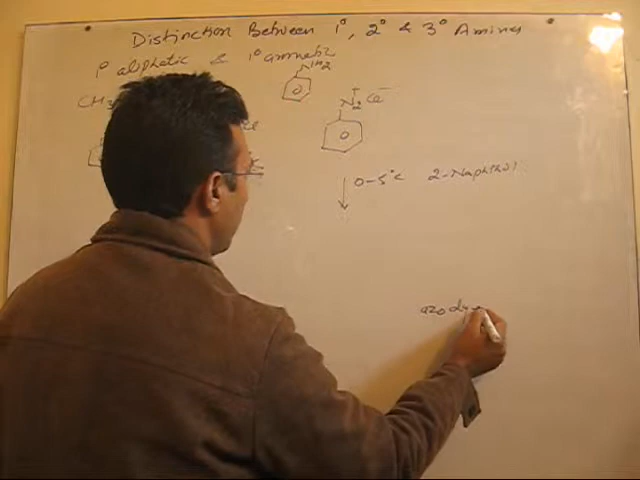 Distinction Between 1°, 2° & 3° Amines
1° aliphatic & 1° aromatic
NH2
CH3
N2+ Cl−
0-5°C 2-Naphthol
azo dye